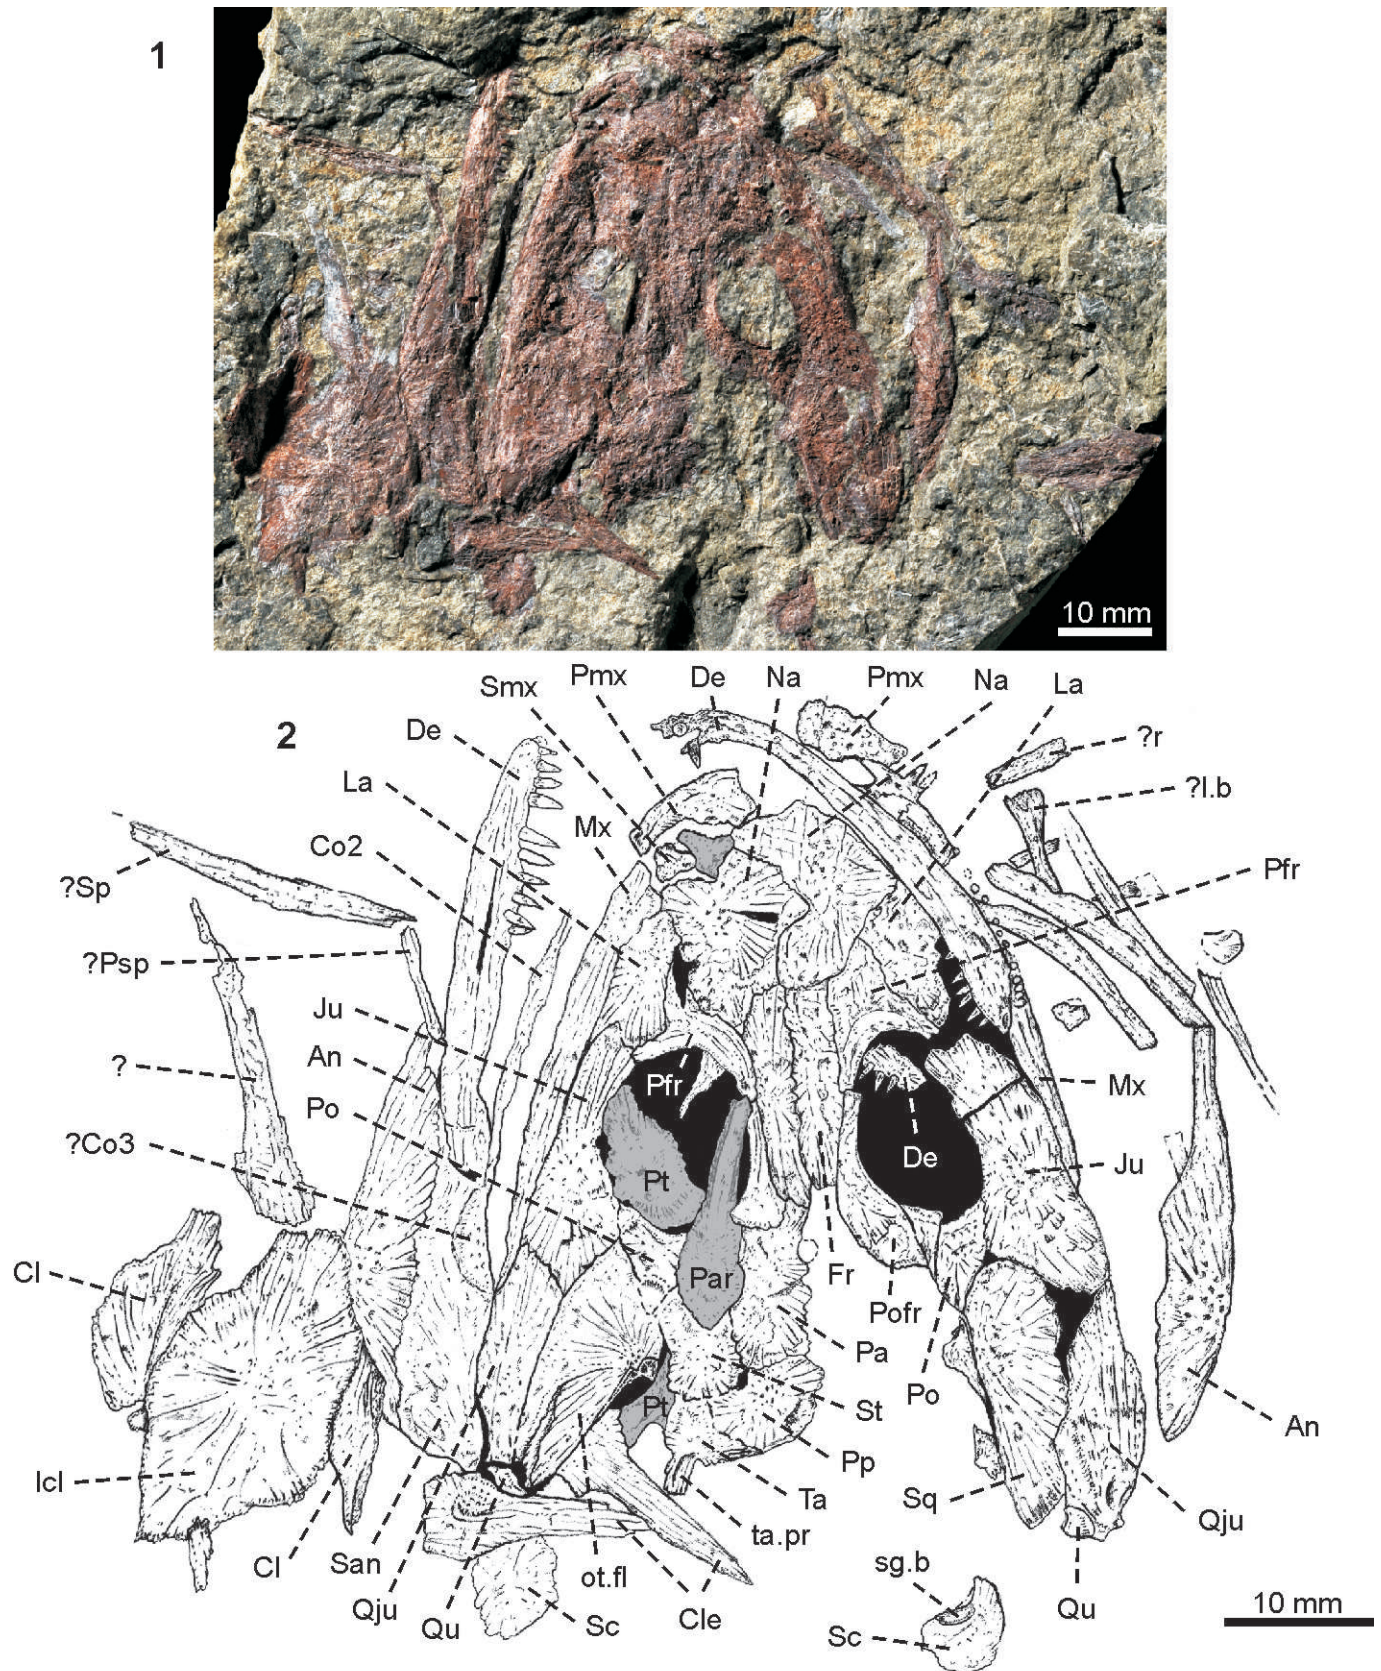 1
10 mm
2
Smx
Pmx
De
Na
Pmx
Na
La
De
?r
La
?l.b
Co2
Mx
Pfr
?Sp
?Psp
Ju
?
An
Pfr
Mx
Po
De
?Co3
Pt
Ju
Cl
Par
Fr
Pofr
Pa
Po
St
An
Pt
Icl
Pp
Sq
Ta
Qju
Cl
San
ta.pr
Qju
ot.fl
sg.b
Qu
Sc
Cle
Qu
10 mm
Sc